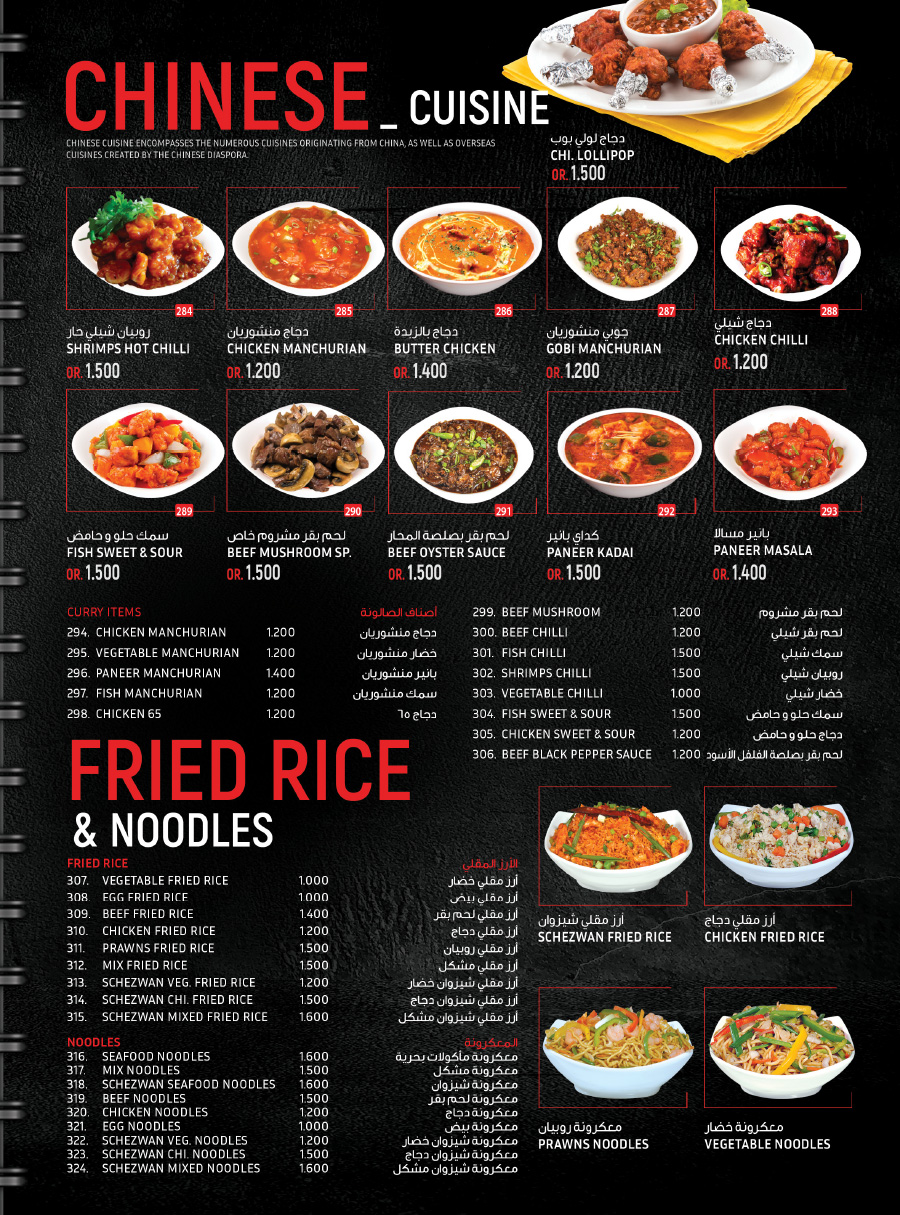 CHINESE _ CUISINE
CHINESE CUISINE ENCOMPASSES THE NUMEROUS CUISINES ORIGINATING FROM CHINA, AS WELL AS OVERSEAS
CUISINES CREATED BY THE CHINESE DIASPORA.
دجاج لولي بوب
CHI. LOLLIPOP
OR. 1.500
284
روبيان شيلي حار
SHRIMPS HOT CHILLI
OR. 1.500
285
دجاج منشوريان
CHICKEN MANCHURIAN
OR. 1.200
286
دجاج بالزبدة
BUTTER CHICKEN
OR. 1.400
287
جوبي منشوريان
GOBI MANCHURIAN
OR. 1.200
288
دجاج شيلي
CHICKEN CHILLI
OR. 1.200
289
سمك حلو و حامض
FISH SWEET & SOUR
OR. 1.500
290
لحم بقر مشروم خاص
BEEF MUSHROOM SP.
OR. 1.500
291
لحم بقر بصلصة المحار
BEEF OYSTER SAUCE
OR. 1.500
292
كداي بانير
PANEER KADAI
OR. 1.500
293
بانير مسالا
PANEER MASALA
OR. 1.400
CURRY ITEMS أصناف الصالونة
294. CHICKEN MANCHURIAN 1.200 دجاج منشوريان
295. VEGETABLE MANCHURIAN 1.200 خضار منشوريان
296. PANEER MANCHURIAN 1.400 بانير منشوريان
297. FISH MANCHURIAN 1.200 سمك منشوريان
298. CHICKEN 65 1.200 دجاج ٦٥
299. BEEF MUSHROOM 1.200 لحم بقر مشروم
300. BEEF CHILLI 1.200 لحم بقر شيلي
301. FISH CHILLI 1.500 سمك شيلي
302. SHRIMPS CHILLI 1.500 روبيان شيلي
303. VEGETABLE CHILLI 1.000 خضار شيلي
304. FISH SWEET & SOUR 1.500 سمك حلو و حامض
305. CHICKEN SWEET & SOUR 1.200 دجاج حلو و حامض
306. BEEF BLACK PEPPER SAUCE 1.200 لحم بقر بصلصة الفلفل الأسود
FRIED RICE
& NOODLES
FRIED RICE الأرز المقلي
307. VEGETABLE FRIED RICE 1.000 أرز مقلي خضار
308. EGG FRIED RICE 1.000 أرز مقلي بيض
309. BEEF FRIED RICE 1.400 أرز مقلي لحم بقر
310. CHICKEN FRIED RICE 1.200 أرز مقلي دجاج
311. PRAWNS FRIED RICE 1.500 أرز مقلي روبيان
312. MIX FRIED RICE 1.500 أرز مقلي مشكل
313. SCHEZWAN VEG. FRIED RICE 1.200 أرز مقلي شيزوان خضار
314. SCHEZWAN CHI. FRIED RICE 1.500 أرز مقلي شيزوان دجاج
315. SCHEZWAN MIXED FRIED RICE 1.600 أرز مقلي شيزوان مشكل
NOODLES المعكرونة
316. SEAFOOD NOODLES 1.600 معكرونة مأكولات بحرية
317. MIX NOODLES 1.500 معكرونة مشكل
318. SCHEZWAN SEAFOOD NOODLES 1.600 معكرونة شيزوان
319. BEEF NOODLES 1.500 معكرونة لحم بقر
320. CHICKEN NOODLES 1.200 معكرونة دجاج
321. EGG NOODLES 1.000 معكرونة بيض
322. SCHEZWAN VEG. NOODLES 1.200 معكرونة شيزوان خضار
323. SCHEZWAN CHI. NOODLES 1.500 معكرونة شيزوان دجاج
324. SCHEZWAN MIXED NOODLES 1.600 معكرونة شيزوان مشكل
أرز مقلي شيزوان
SCHEZWAN FRIED RICE
أرز مقلي دجاج
CHICKEN FRIED RICE
معكرونة روبيان
PRAWNS NOODLES
معكرونة خضار
VEGETABLE NOODLES